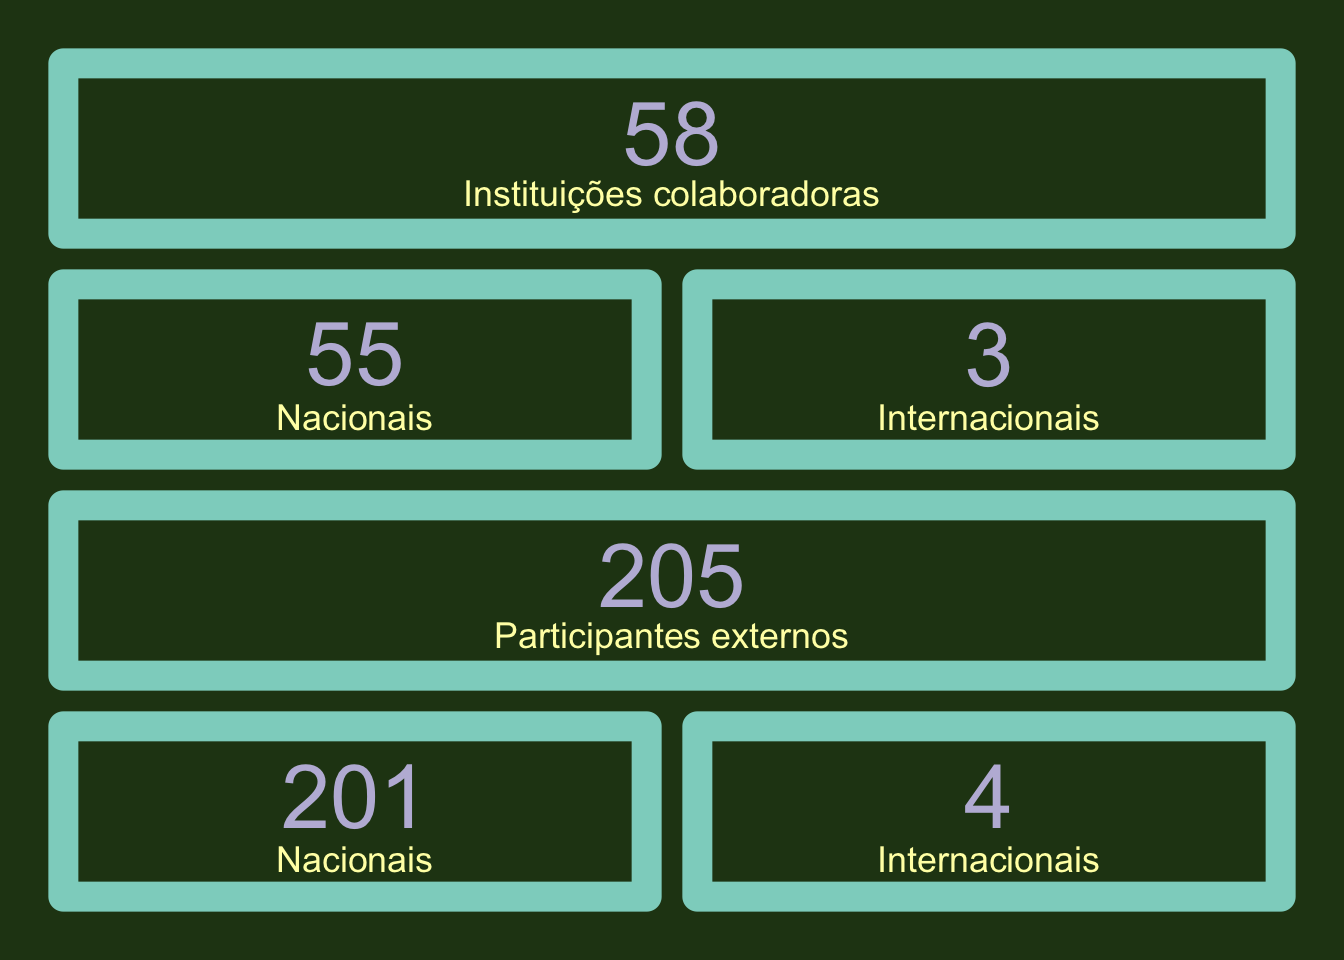 58
Instituições colaboradoras
55
Nacionais
3
Internacionais
205
Participantes externos
201
Nacionais
4
Internacionais